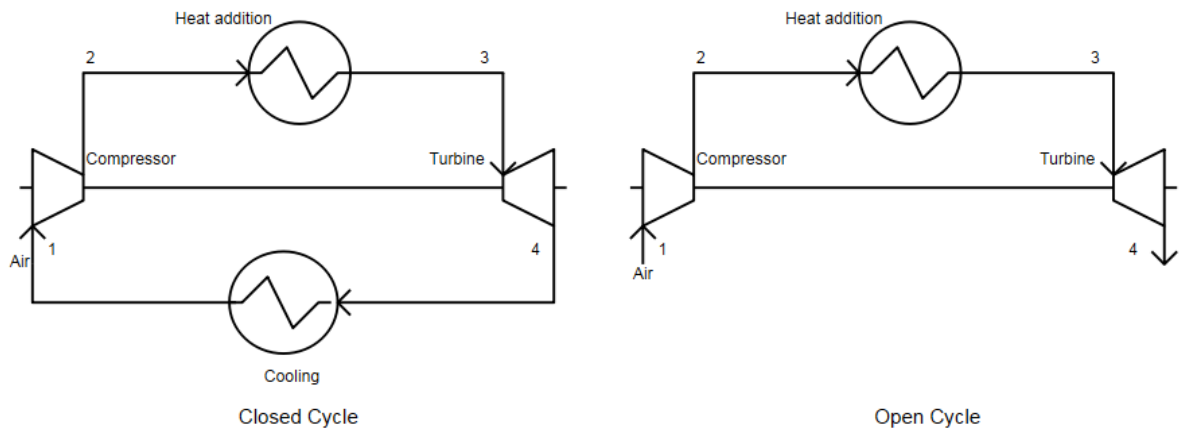 Heat addition
2
3
Compressor
Turbine
1
Air
4
Cooling
Closed Cycle
Heat addition
2
3
Compressor
Turbine
1
Air
4
Open Cycle